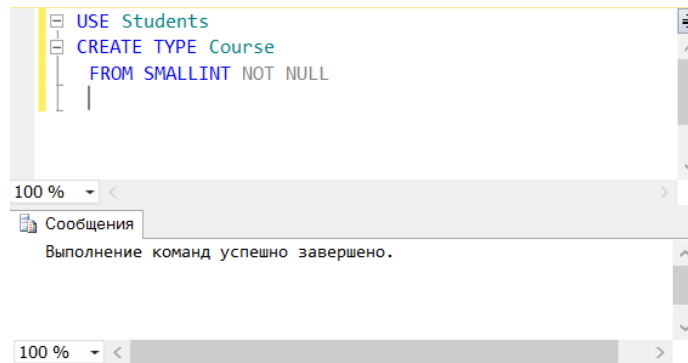 USE Students
CREATE TYPE Course
FROM SMALLINT NOT NULL
100 %
Сообщения
Выполнение команд успешно завершено.
100 %